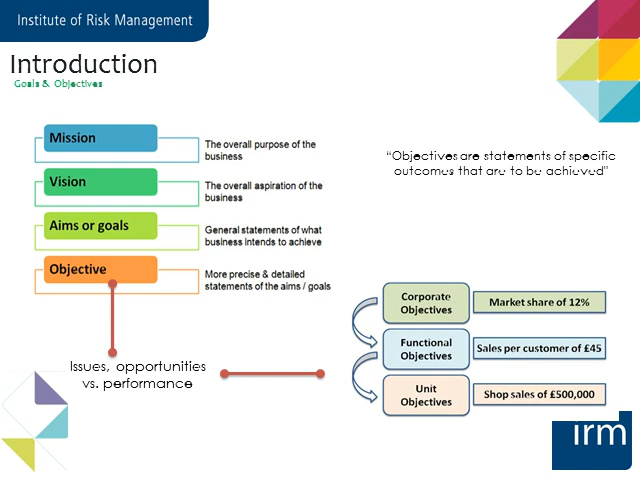 Institute of Risk Management
Introduction
Goals & Objectives
Mission
The overall purpose of the
business
Vision
The overall aspiration of the
business
Aims or goals
General statements of what
business intends to achieve
Objective
More precise & detailed
statements of the aims / goals
"Objectives are statements of specific
outcomes that are to be achieved"
Issues, opportunities
vs. performance
Corporate
Objectives
Market share of 12%
Functional
Objectives
Sales per customer of £45
Unit
Objectives
Shop sales of £500,000
irm